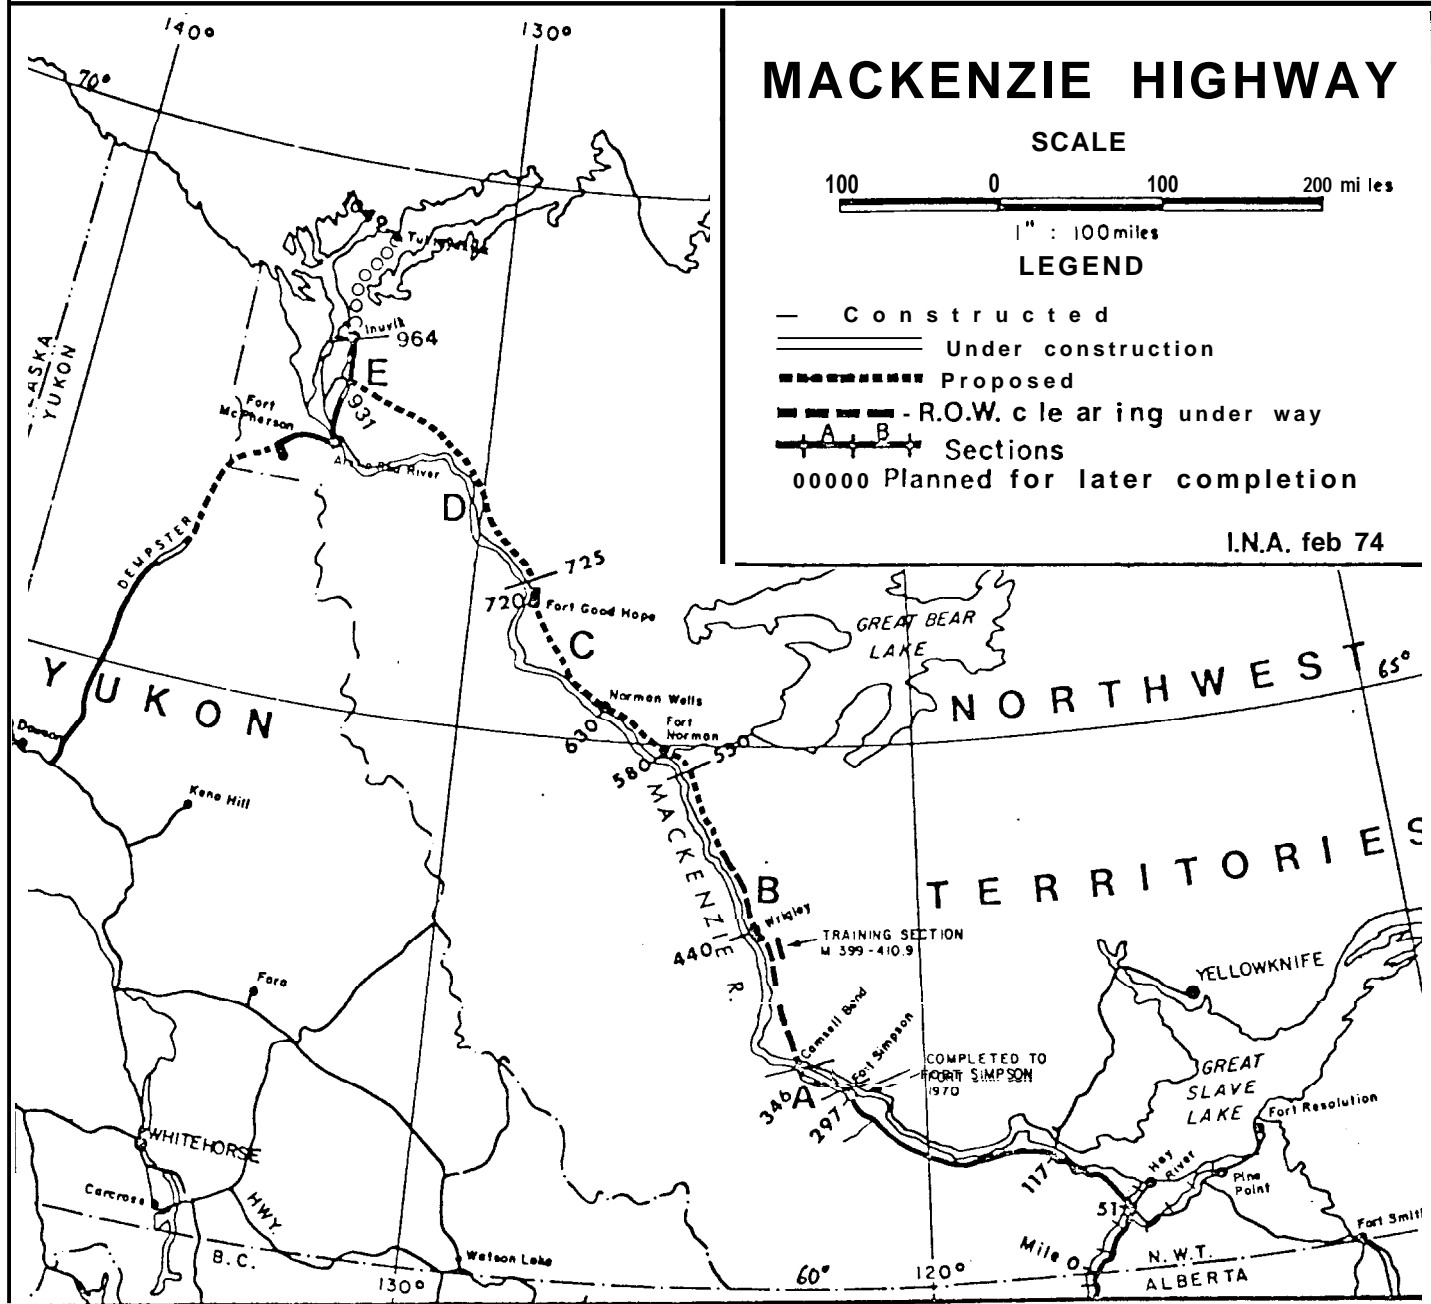 140°
130°
70°
MACKENZIE HIGHWAY
SCALE
100 0 100 200 miles
1" : 100 miles
LEGEND
— Constructed
Under construction
Proposed
- R.O.W. clearing under way
A B Sections
00000 Planned for later completion
I.N.A. feb 74
Inuvik
964
E
931
ASKA
YUKON
Fort
McPherson
Red River
D
DEMPSTER
725
720
Fort Good Hope
C
GREAT BEAR
LAKE
NORTHWEST
65°
YUKON
Norman Wells
Fort
Norman
630
580
530
Dawson
Keno Hill
MACKENZIE R.
TERRITORIES
B
Wrigley
440
TRAINING SECTION
M 399-410.9
YELLOWKNIFE
Faro
Camsell Bend
Fort Simpson
COMPLETED TO
FORT SIMPSON
1970
A
346
297
GREAT
SLAVE
LAKE
Fort Resolution
WHITEHORSE
117
Hay
River
Pine
Point
51
Carcross
HWY.
Fort Smith
B.C.
Watson Lake
Mile 0
N.W.T.
ALBERTA
130°
60°
120°